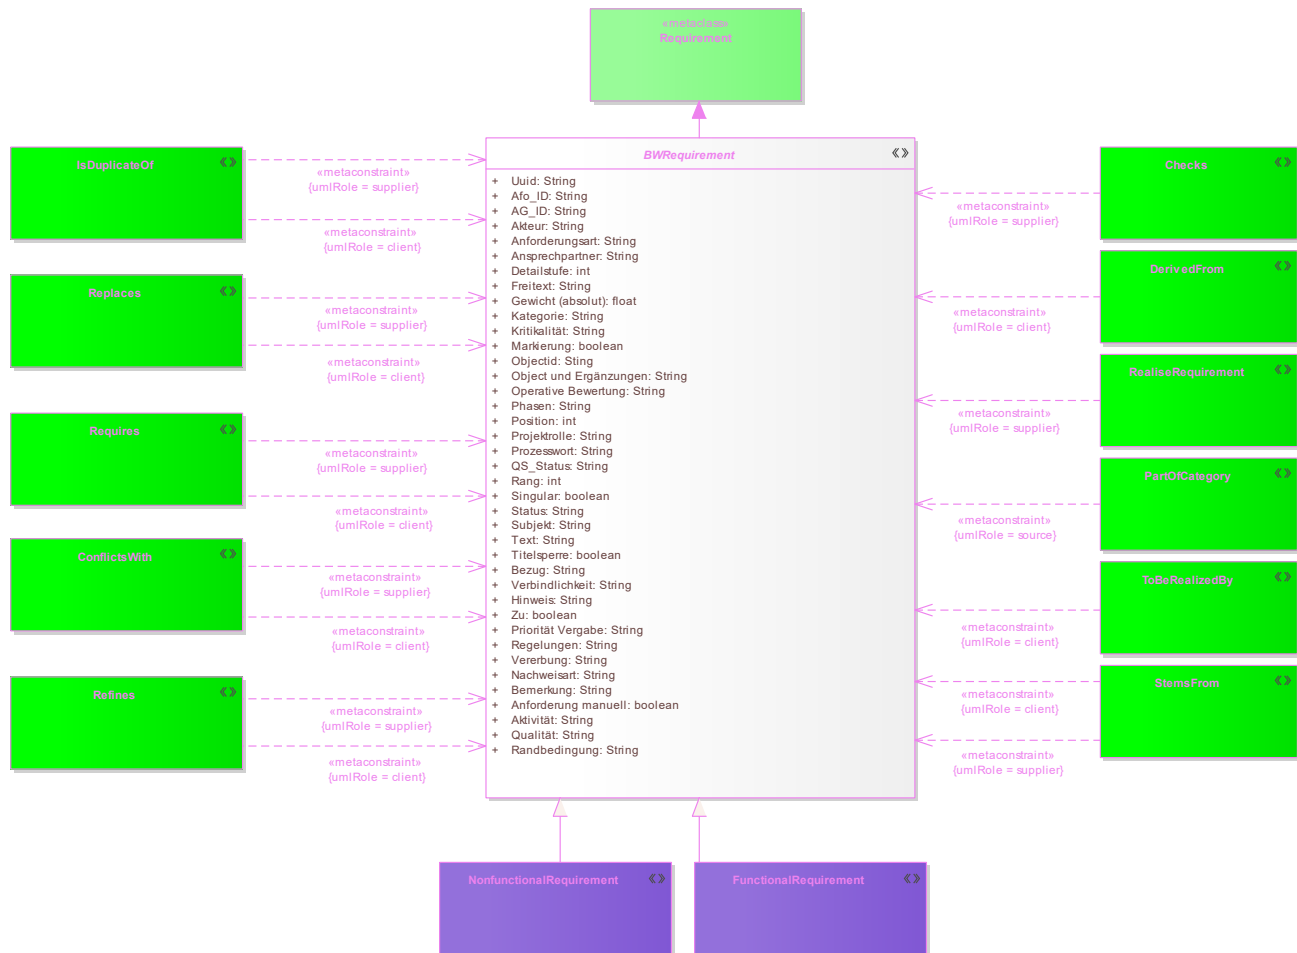 «metaclass»
Requirement
BWRequirement
+ Uuid: String
+ Afo_ID: String
+ AG_ID: String
+ Akteur: String
+ Anforderungsart: String
+ Ansprechpartner: String
+ Detailstufe: int
+ Freitext: String
+ Gewicht (absolut): float
+ Kategorie: String
+ Kritikalität: String
+ Markierung: boolean
+ Objectid: Sting
+ Object und Ergänzungen: String
+ Operative Bewertung: String
+ Phasen: String
+ Position: int
+ Projektrolle: String
+ Prozesswort: String
+ QS_Status: String
+ Rang: int
+ Singular: boolean
+ Status: String
+ Subjekt: String
+ Text: String
+ Titelsperre: boolean
+ Bezug: String
+ Verbindlichkeit: String
+ Hinweis: String
+ Zu: boolean
+ Priorität Vergabe: String
+ Regelungen: String
+ Vererbung: String
+ Nachweisart: String
+ Bemerkung: String
+ Anforderung manuell: boolean
+ Aktivität: String
+ Qualität: String
+ Randbedingung: String
IsDuplicateOf
«metaconstraint»
{umlRole = supplier}
«metaconstraint»
{umlRole = client}
Replaces
«metaconstraint»
{umlRole = supplier}
«metaconstraint»
{umlRole = client}
Requires
«metaconstraint»
{umlRole = supplier}
«metaconstraint»
{umlRole = client}
ConflictsWith
«metaconstraint»
{umlRole = supplier}
«metaconstraint»
{umlRole = client}
Refines
«metaconstraint»
{umlRole = supplier}
«metaconstraint»
{umlRole = client}
Checks
«metaconstraint»
{umlRole = supplier}
DerivedFrom
«metaconstraint»
{umlRole = client}
RealiseRequirement
«metaconstraint»
{umlRole = supplier}
PartOfCategory
«metaconstraint»
{umlRole = source}
ToBeRealizedBy
«metaconstraint»
{umlRole = client}
StemsFrom
«metaconstraint»
{umlRole = client}
«metaconstraint»
{umlRole = supplier}
NonfunctionalRequirement
FunctionalRequirement